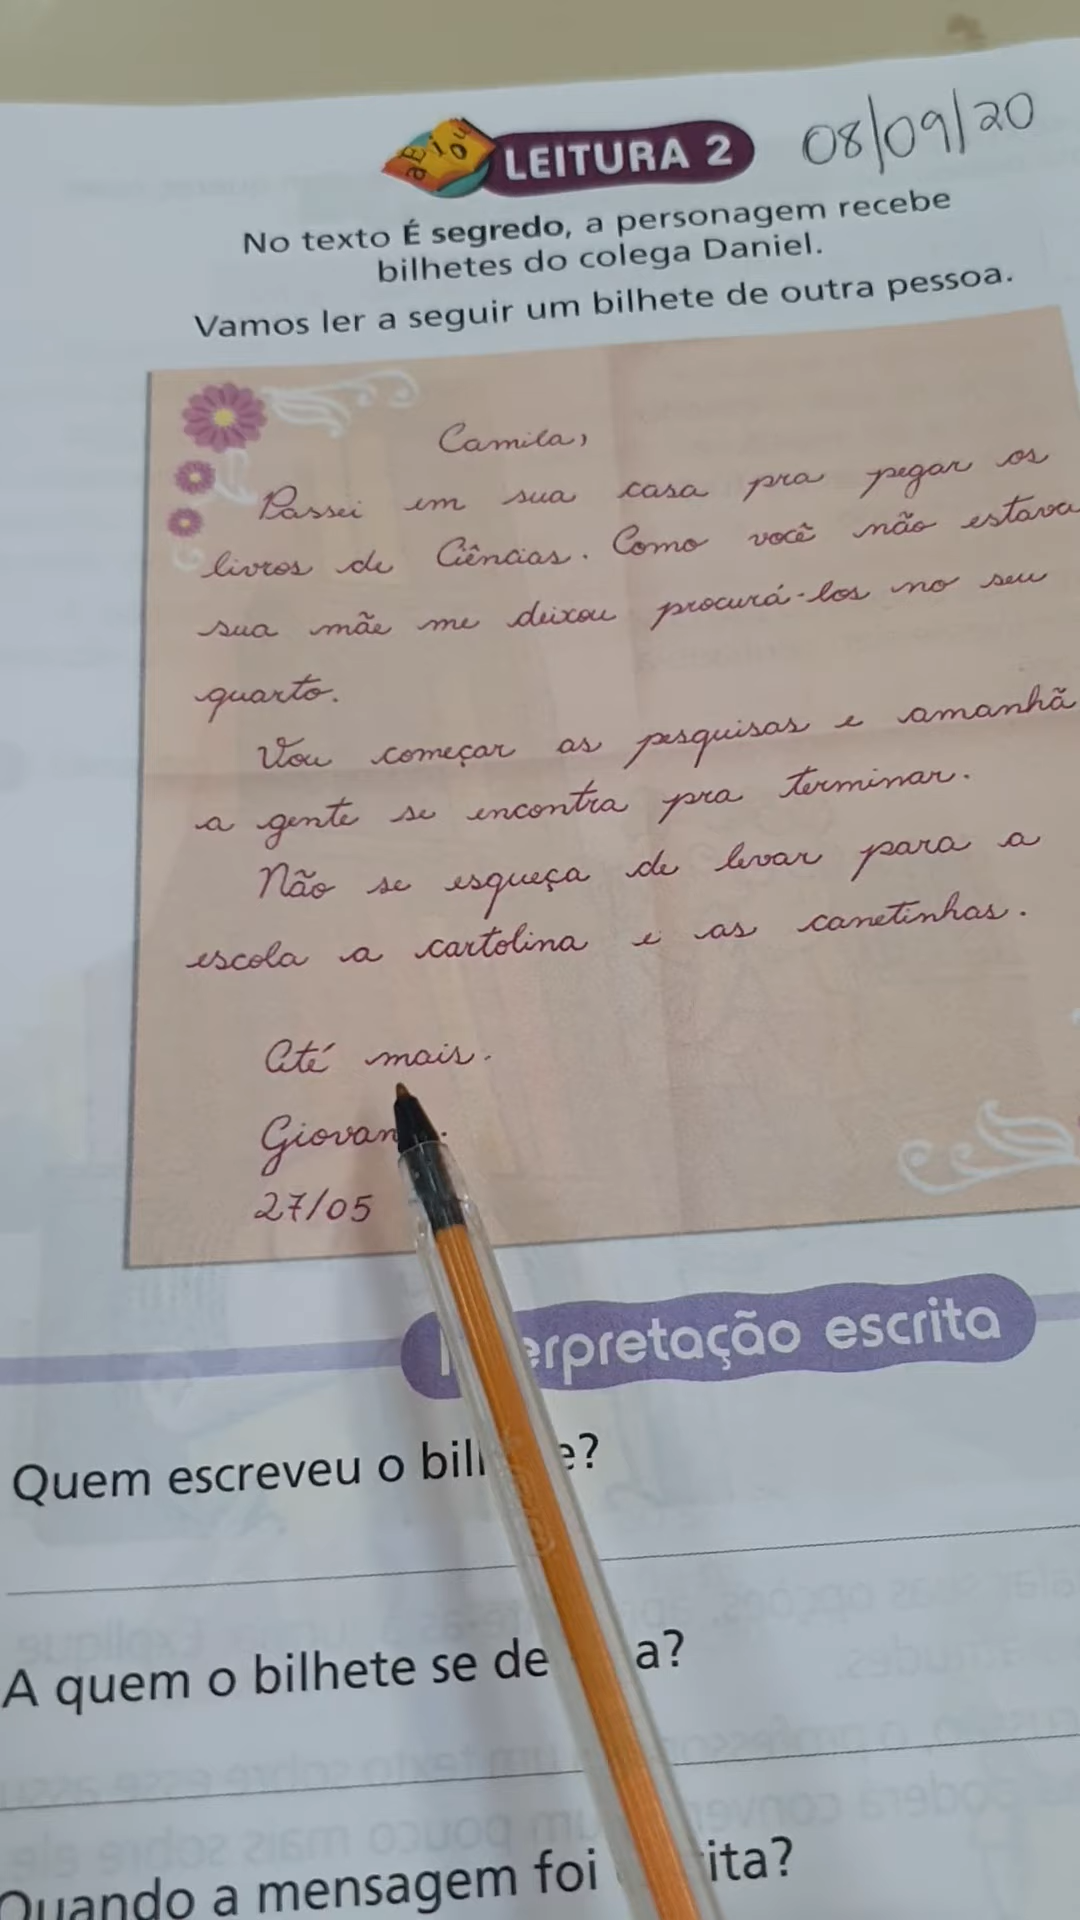 aBEiou
LEITURA 2
08/09/20
No texto É segredo, a personagem recebe
bilhetes do colega Daniel.
Vamos ler a seguir um bilhete de outra pessoa.
Camila,
Passei em sua casa pra pegar os
livros de Ciências. Como você não estava
sua mãe me deixou procurá-los no seu
quarto.
Vou começar as pesquisas e amanhã
a gente se encontra pra terminar.
Não se esqueça de levar para a
escola a cartolina e as canetinhas.
Até mais.
27/05
escrita
Quem escreveu o
A quem o bilhete se
Quando a mensagem foi